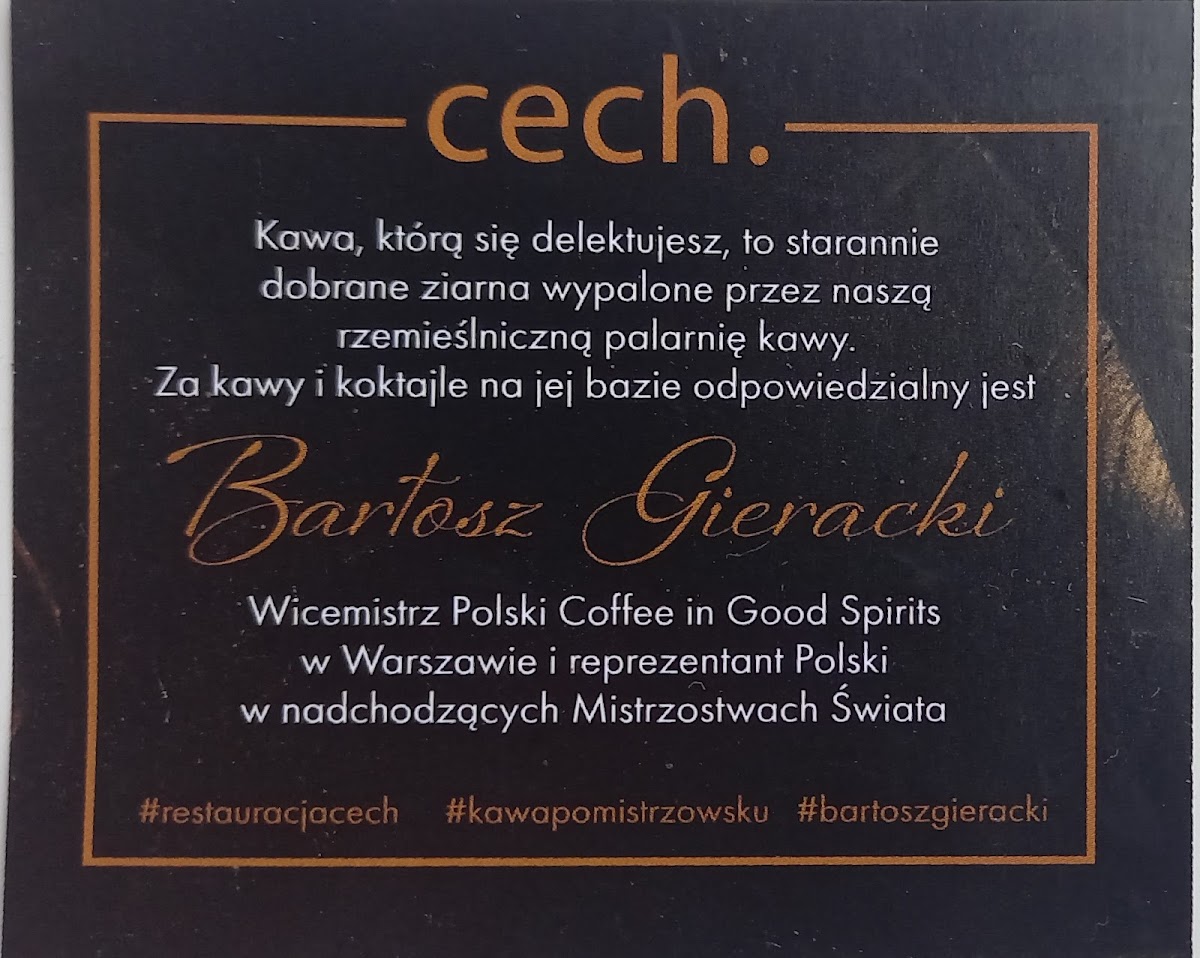 cech.
Kawa, którą się delektujesz, to starannie
dobrane ziarna wypalone przez naszą
rzemieślniczną palarnię kawy.
Za kawy i koktajle na jej bazie odpowiedzialny jest
Bartosz Gieracki
Wicemistrz Polski Coffee in Good Spirits
w Warszawie i reprezentant Polski
w nadchodzących Mistrzostwach Świata
#restauracjacech #kawapomistrzowsku #bartoszgieracki